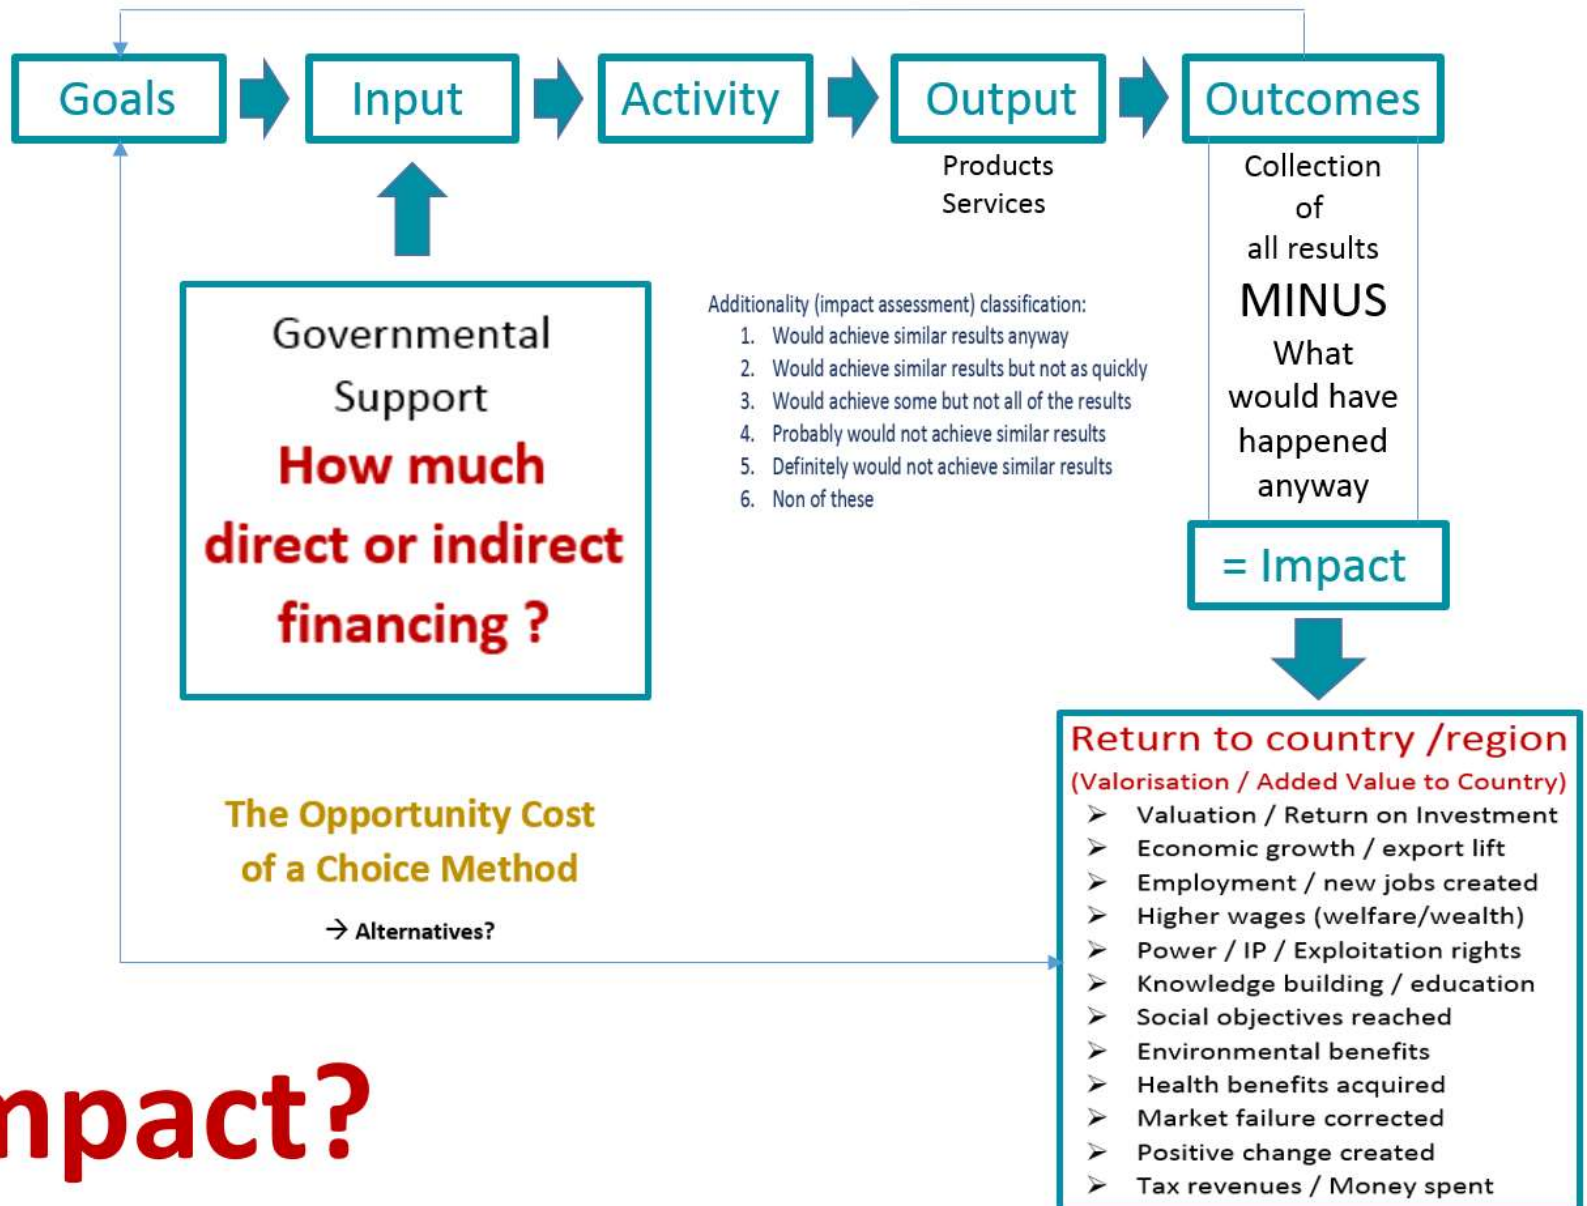 Goals
Input
Activity
Output
Outcomes
Products
Services
Collection
of
all results
MINUS
What
would have
happened
anyway
= Impact
Governmental
Support
How much
direct or indirect
financing ?
Additionality (impact assessment) classification:
1. Would achieve similar results anyway
2. Would achieve similar results but not as quickly
3. Would achieve some but not all of the results
4. Probably would not achieve similar results
5. Definitely would not achieve similar results
6. Non of these
The Opportunity Cost
of a Choice Method
→ Alternatives?
Return to country /region
(Valorisation / Added Value to Country)
➢ Valuation / Return on Investment
➢ Economic growth / export lift
➢ Employment / new jobs created
➢ Higher wages (welfare/wealth)
➢ Power / IP / Exploitation rights
➢ Knowledge building / education
➢ Social objectives reached
➢ Environmental benefits
➢ Health benefits acquired
➢ Market failure corrected
➢ Positive change created
➢ Tax revenues / Money spent
mpact?